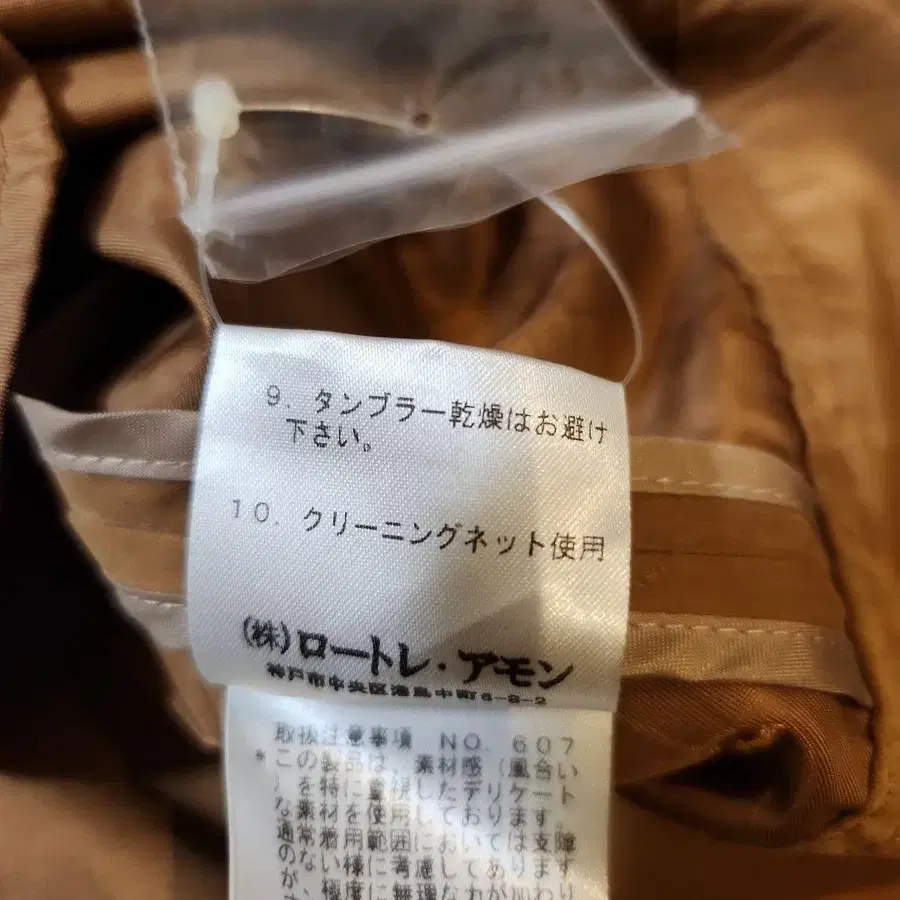 9. タンブラー乾燥はお避け
下さい。
10. クリーニングネット使用
(株)ロートレ・アモン
神戸市中央区港島中町6-8-2
取扱注意事項 NO. 607
*この製品は、素材感(風合い
)を特に重視したデリケート
な素材を使用しております。
通常着用範囲においては支障
のない様に考慮してあります
が、極度に無理な力が加わり